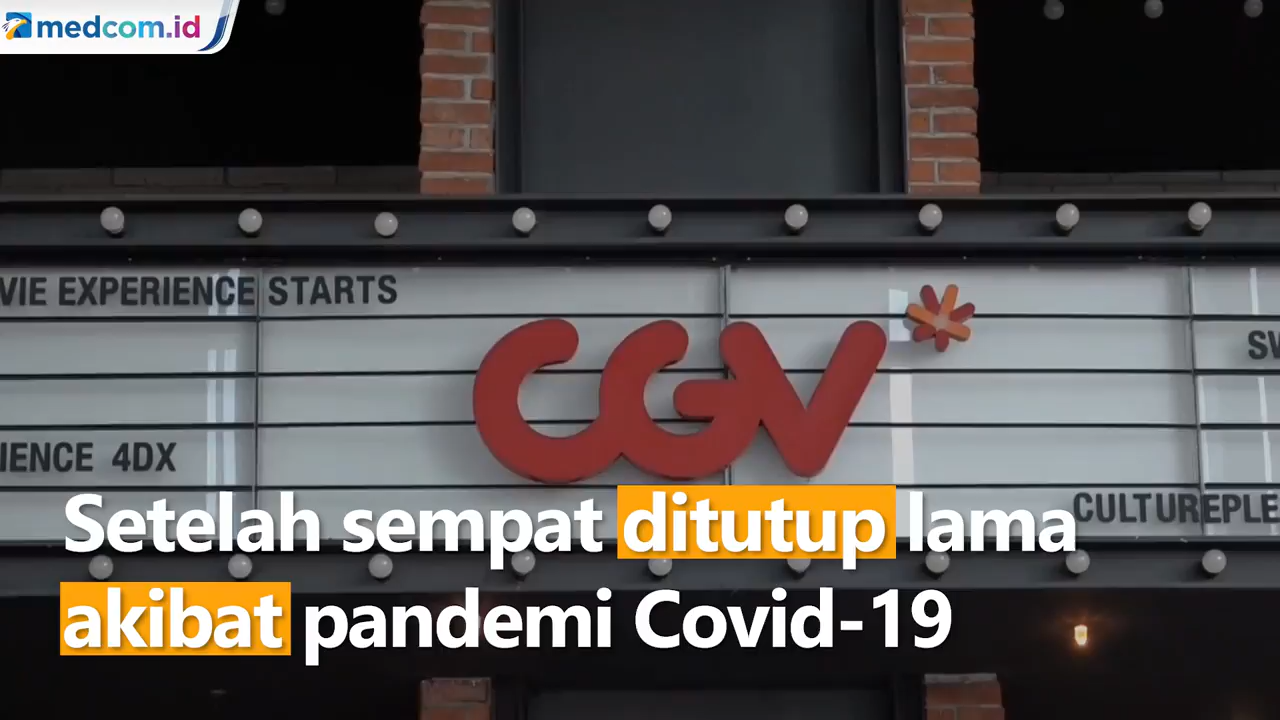 medcom.id
VIE EXPERIENCE STARTS
CGV
IENCE 4DX
CULTUREPLE
Setelah sempat ditutup lama
akibat pandemi Covid-19